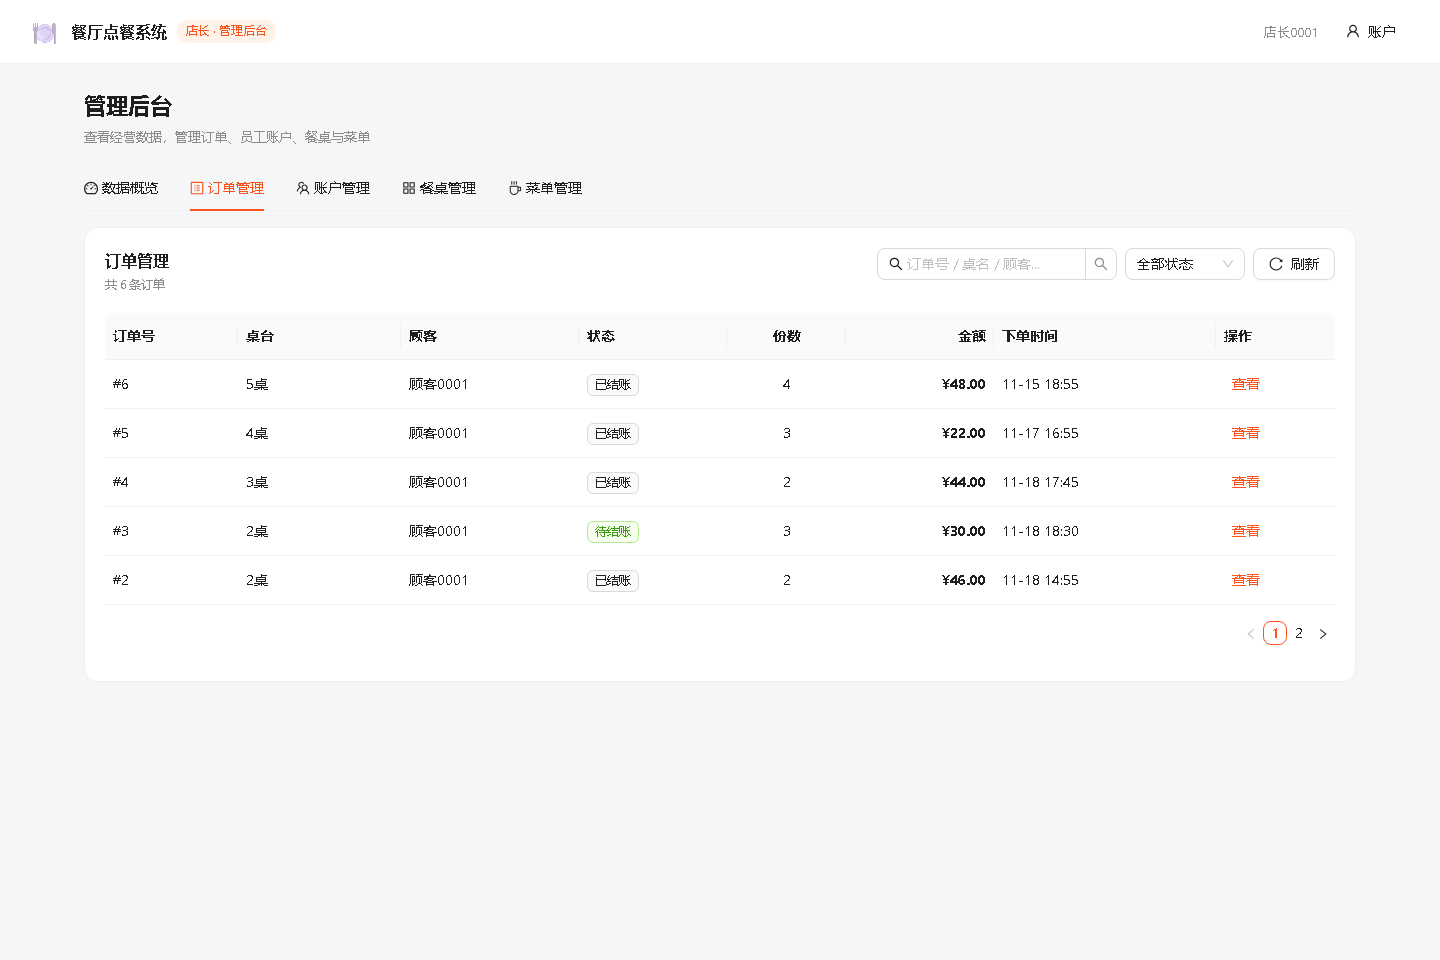 餐厅点餐系统 店长 · 管理后台 店长0001 账户
管理后台
查看经营数据，管理订单、员工账户、餐桌与菜单
数据概览 订单管理 账户管理 餐桌管理 菜单管理
订单管理
共 6 条订单
订单号 / 桌名 / 顾客... 全部状态 刷新
订单号 桌台 顾客 状态 份数 金额 下单时间 操作
#6 5桌 顾客0001 已结账 4 ¥48.00 11-15 18:55 查看
#5 4桌 顾客0001 已结账 3 ¥22.00 11-17 16:55 查看
#4 3桌 顾客0001 已结账 2 ¥44.00 11-18 17:45 查看
#3 2桌 顾客0001 待结账 3 ¥30.00 11-18 18:30 查看
#2 2桌 顾客0001 已结账 2 ¥46.00 11-18 14:55 查看
1 2